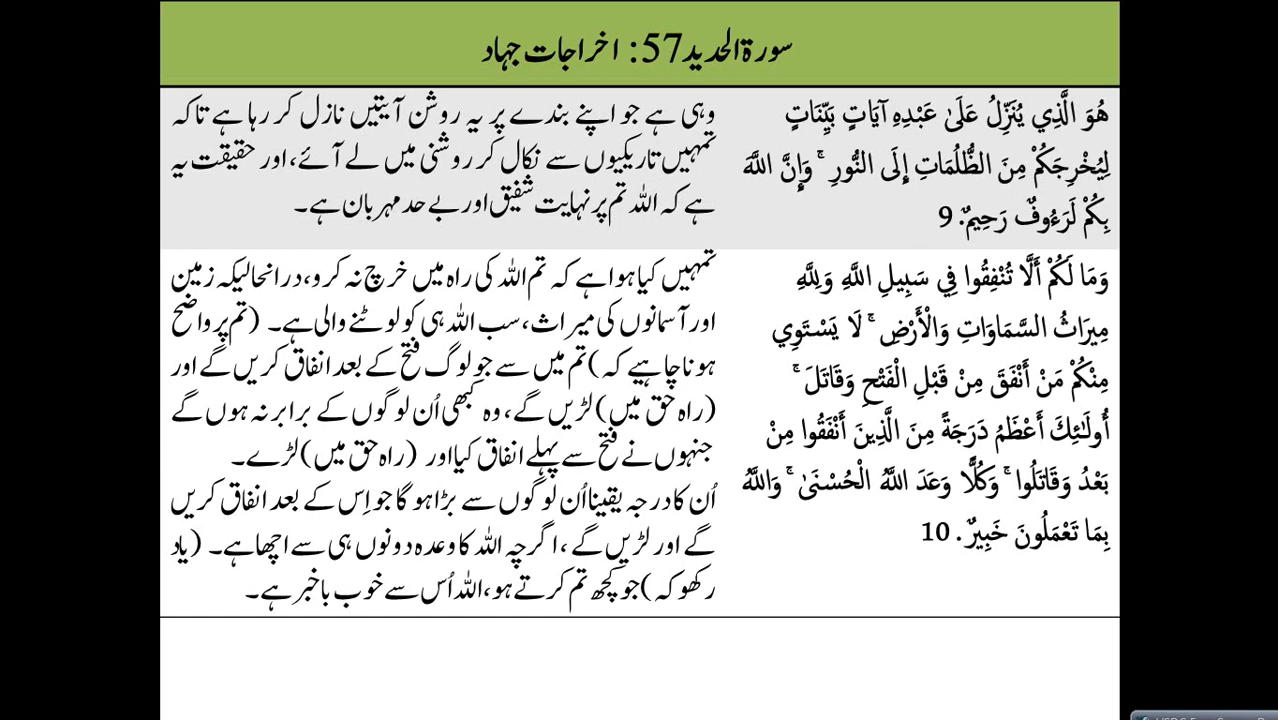 سورۃ الحدید57: اخراجات جہاد
هُوَ الَّذِي يُنَزِّلُ عَلَىٰ عَبْدِهِ آيَاتٍ بَيِّنَاتٍ
لِيُخْرِجَكُمْ مِنَ الظُّلُمَاتِ إِلَى النُّورِ ۚ وَإِنَّ اللَّهَ
بِكُمْ لَرَءُوفٌ رَحِيمٌ. 9
وہی ہے جو اپنے بندے پر یہ روشن آیتیں نازل کر رہا ہے تاکہ
تمہیں تاریکیوں سے نکال کر روشنی میں لے آئے، اور حقیقت یہ
ہے کہ اللہ تم پر نہایت شفیق اور بے حد مہربان ہے۔
وَمَا لَكُمْ أَلَّا تُنْفِقُوا فِي سَبِيلِ اللَّهِ وَلِلَّهِ
مِيرَاثُ السَّمَاوَاتِ وَالْأَرْضِ ۚ لَا يَسْتَوِي
مِنْكُمْ مَنْ أَنْفَقَ مِنْ قَبْلِ الْفَتْحِ وَقَاتَلَ ۚ
أُولَٰئِكَ أَعْظَمُ دَرَجَةً مِنَ الَّذِينَ أَنْفَقُوا مِنْ
بَعْدُ وَقَاتَلُوا ۚ وَكُلًّا وَعَدَ اللَّهُ الْحُسْنَىٰ ۚ وَاللَّهُ
بِمَا تَعْمَلُونَ خَبِيرٌ. 10
تمہیں کیا ہوا ہے کہ تم اللہ کی راہ میں خرچ نہ کرو، درانحالیکہ زمین
اور آسمانوں کی میراث، سب اللہ ہی کو لوٹنے والی ہے۔ (تم پر واضح
ہونا چاہیے کہ) تم میں سے جو لوگ فتح کے بعد انفاق کریں گے اور
(راہ حق میں) لڑیں گے، وہ کبھی اُن لوگوں کے برابر نہ ہوں گے
جنہوں نے فتح سے پہلے انفاق کیا اور (راہ حق میں) لڑے۔
اُن کا درجہ یقینا اُن لوگوں سے بڑا ہو گا جو اِس کے بعد انفاق کریں
گے اور لڑیں گے، اگرچہ اللہ کا وعدہ دونوں ہی سے اچھا ہے۔ (یاد
رکھو کہ) جو کچھ تم کرتے ہو، اللہ اُس سے خوب باخبر ہے۔